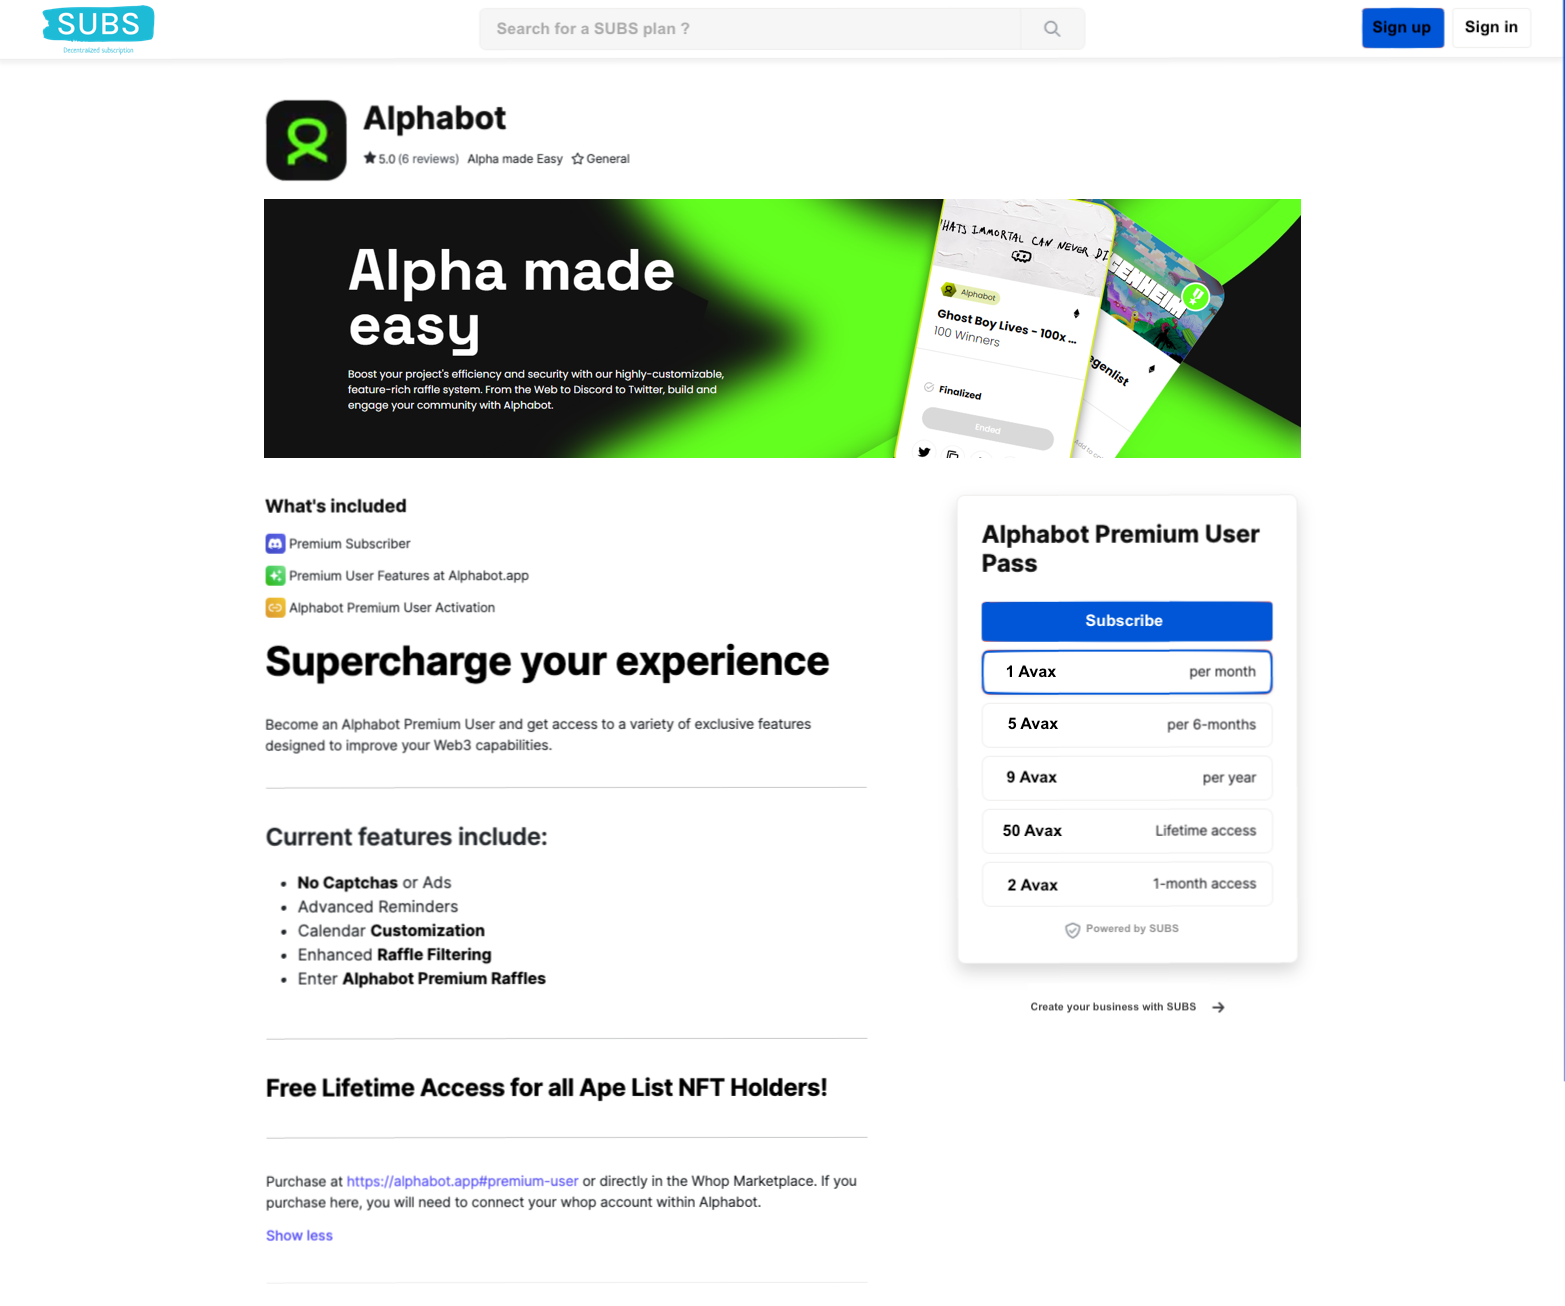 SUBS
Decentralized subscription
Search for a SUBS plan ?
Sign up
Sign in
Alphabot
5.0 (6 reviews) Alpha made Easy General
Alpha made
easy
Boost your project's efficiency and security with our highly-customizable,
feature-rich raffle system. From the Web to Discord to Twitter, build and
engage your community with Alphabot.
HATS IMMORTAL CAN NEVER DI
Alphabot
Ghost Boy Lives - 100x ...
100 Winners
Finalized
Ended
GENHEIM
genlist
Add to
What's included
Premium Subscriber
Premium User Features at Alphabot.app
Alphabot Premium User Activation
Supercharge your experience
Become an Alphabot Premium User and get access to a variety of exclusive features
designed to improve your Web3 capabilities.
Current features include:
• No Captchas or Ads
• Advanced Reminders
• Calendar Customization
• Enhanced Raffle Filtering
• Enter Alphabot Premium Raffles
Free Lifetime Access for all Ape List NFT Holders!
Purchase at https://alphabot.app#premium-user or directly in the Whop Marketplace. If you
purchase here, you will need to connect your whop account within Alphabot.
Show less
Alphabot Premium User
Pass
Subscribe
1 Avax per month
5 Avax per 6-months
9 Avax per year
50 Avax Lifetime access
2 Avax 1-month access
Powered by SUBS
Create your business with SUBS →